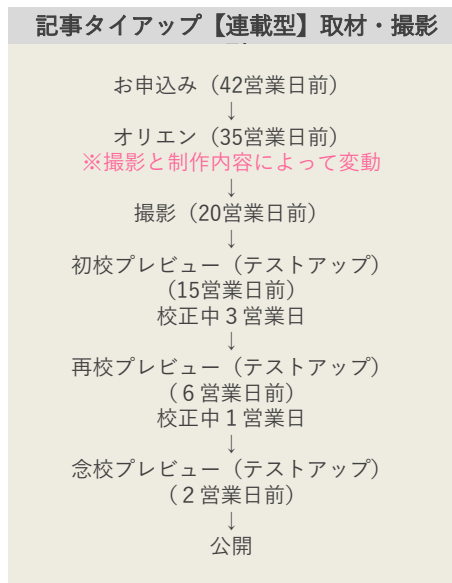 記事タイアップ【連載型】取材・撮影
お申込み（42営業日前）
↓
オリエン（35営業日前）
※撮影と制作内容によって変動
↓
撮影（20営業日前）
↓
初校プレビュー（テストアップ）
（15営業日前）
校正中３営業日
↓
再校プレビュー（テストアップ）
（６営業日前）
校正中１営業日
↓
念校プレビュー（テストアップ）
（２営業日前）
↓
公開